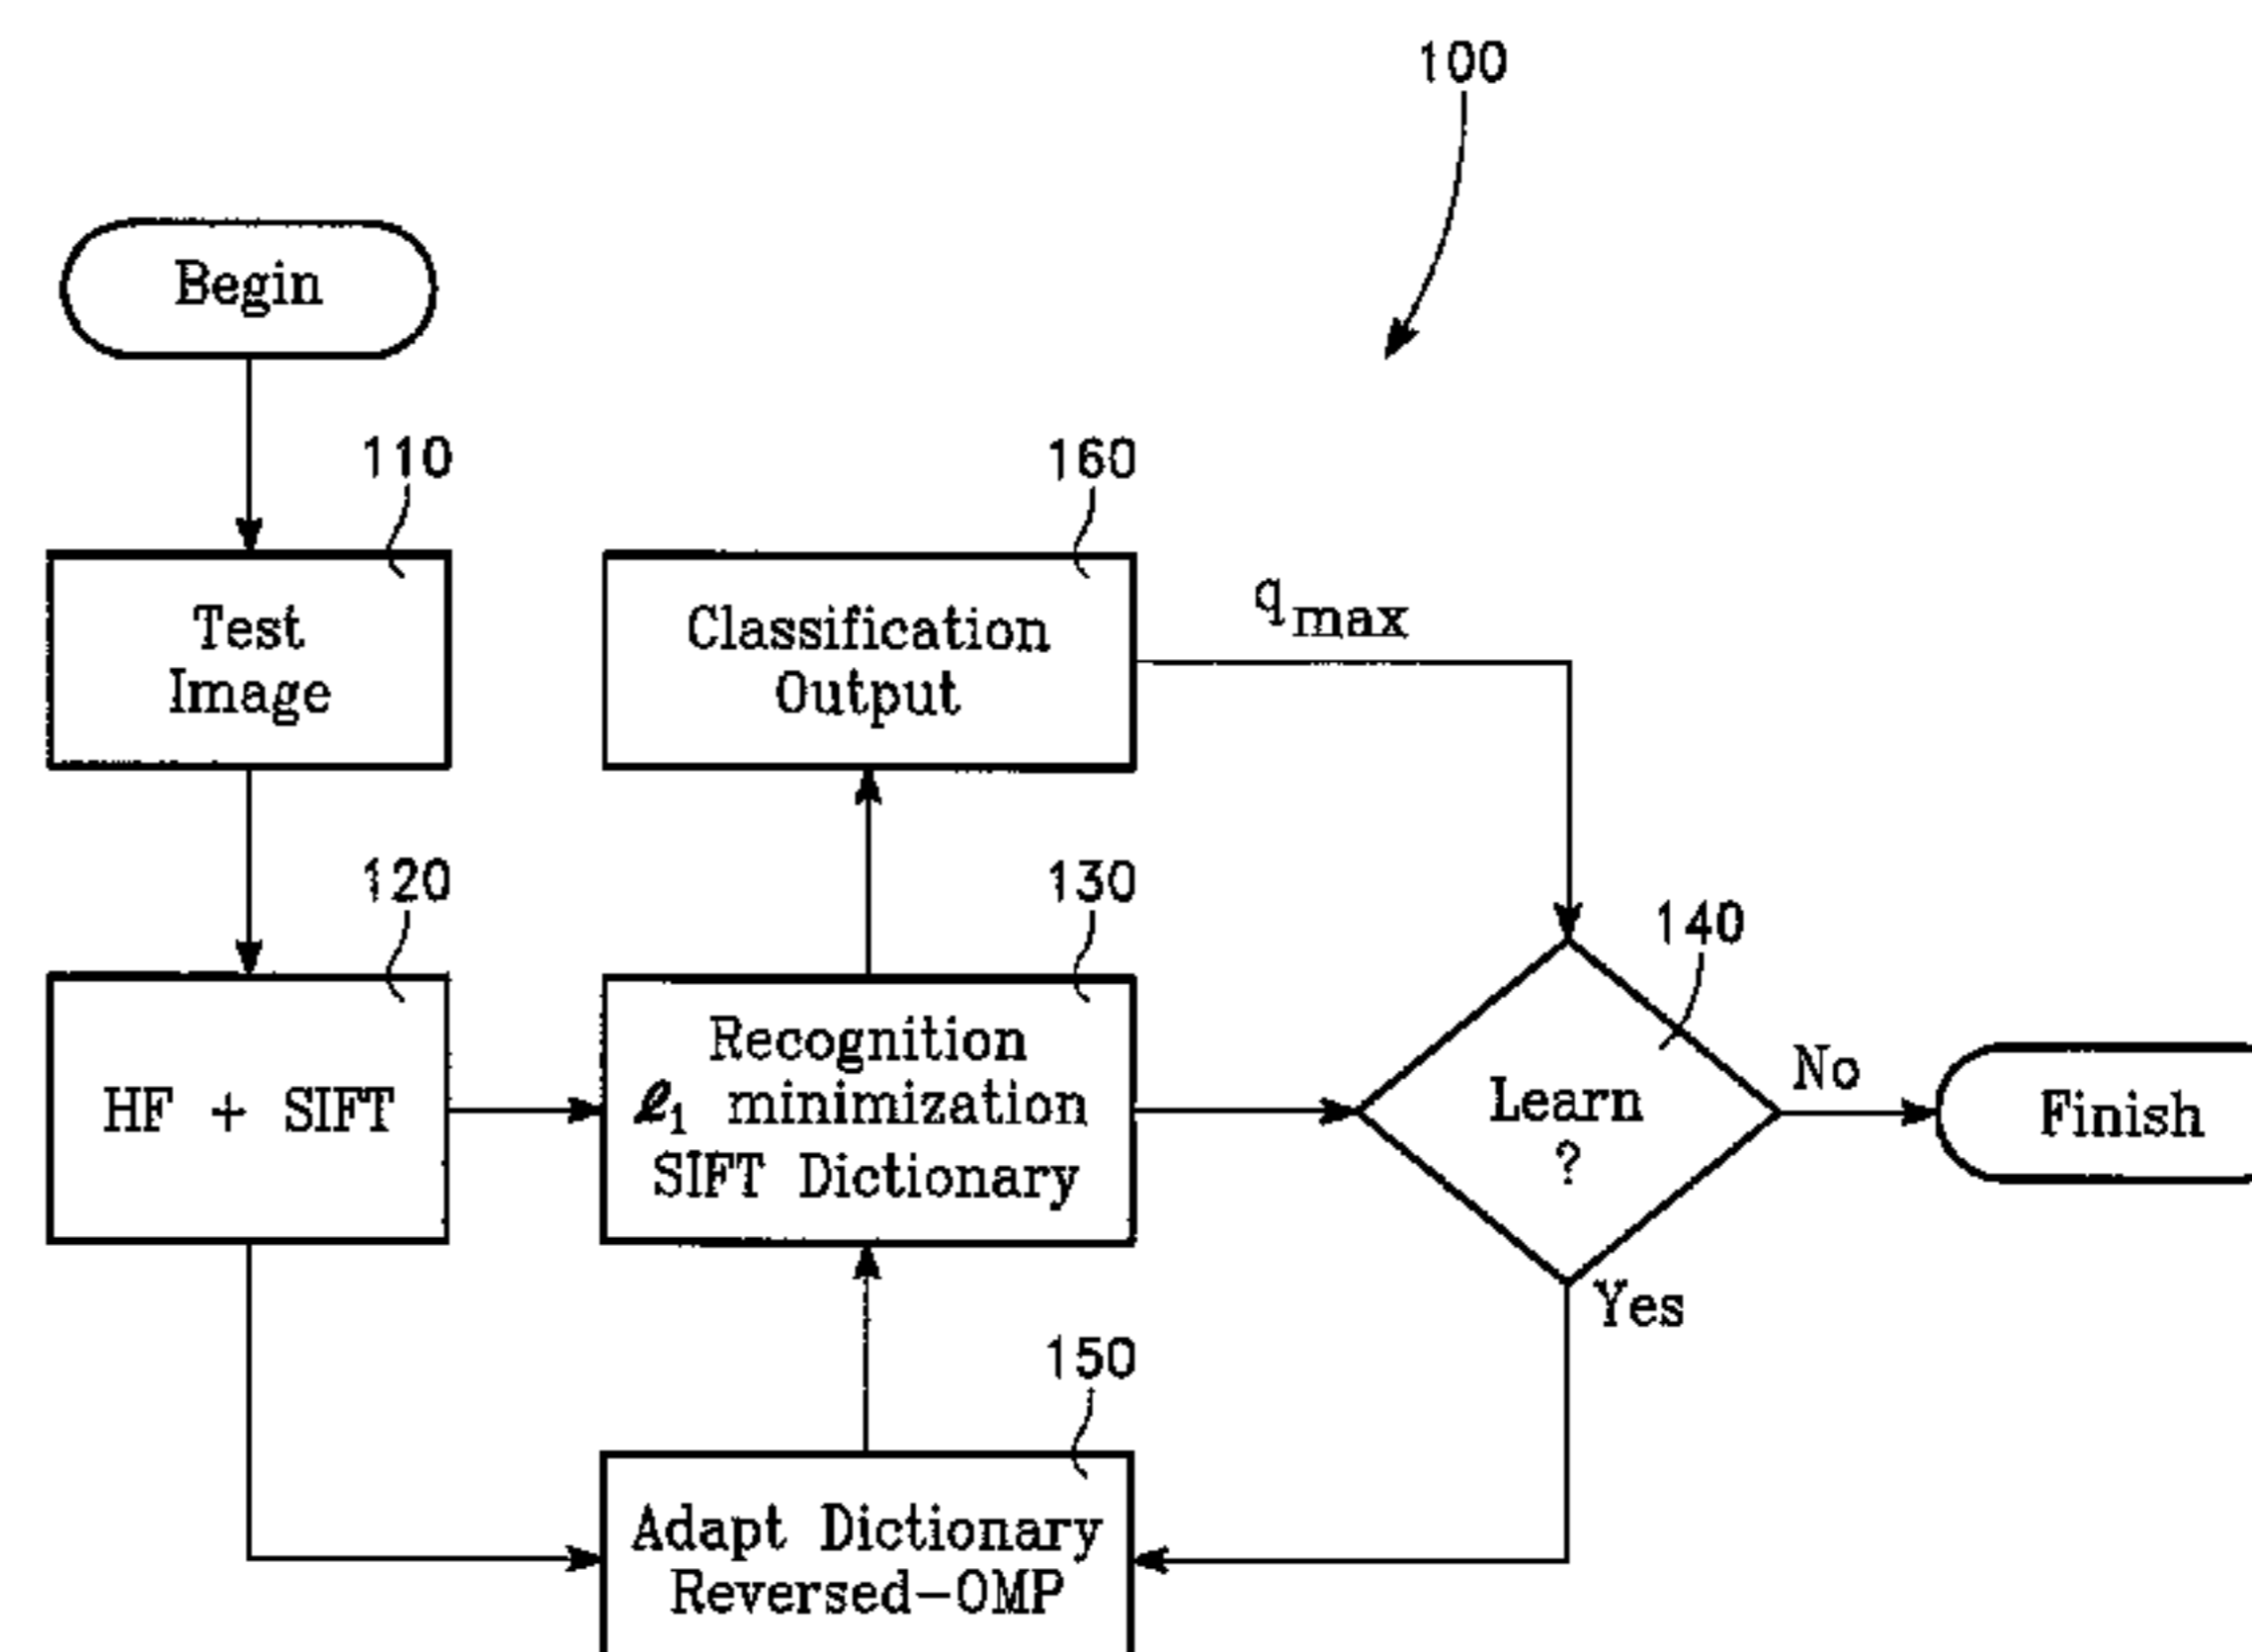 100
Begin
110
Test
Image
160
Classification
Output
q max
120
HF + SIFT
130
Recognition
ℓ1 minimization
SIFT Dictionary
140
Learn
?
No
Finish
Yes
150
Adapt Dictionary
Reversed-OMP